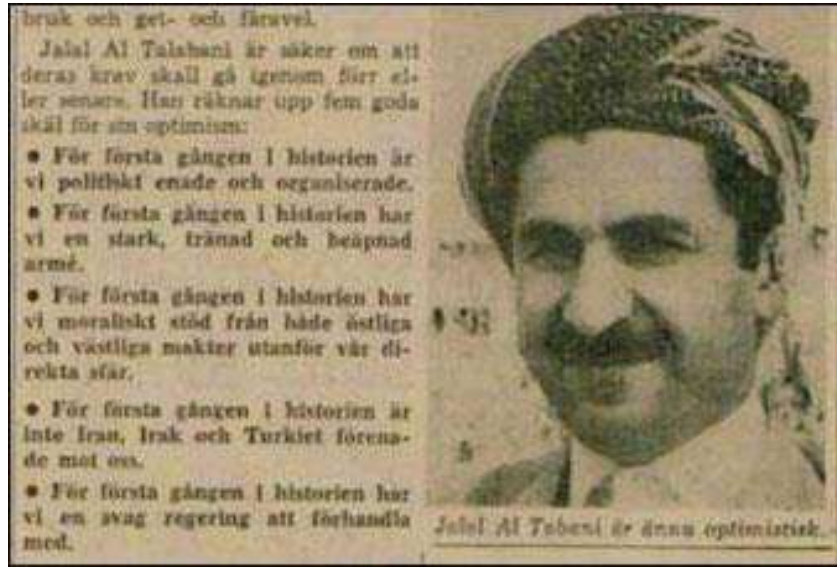 bruk och get- och fåravel.
Jalal Al Talabani är säker om att
deras krav skall gå igenom förr el-
ler senare. Han räknar upp fem goda
skäl för sin optimism:
• För första gången i historien är
vi politiskt enade och organiserade.
• För första gången i historien har
vi en stark, tränad och beäpnad
armé.
• För första gången i historien har
vi moraliskt stöd från både östliga
och västliga makter utanför vår di-
rekta sfär.
• För första gången i historien är
inte Iran, Irak och Turkiet förena-
de mot oss.
• För första gången i historien har
vi en svag regering att förhandla
med.
Jalal Al Tabani är ännu optimistisk.